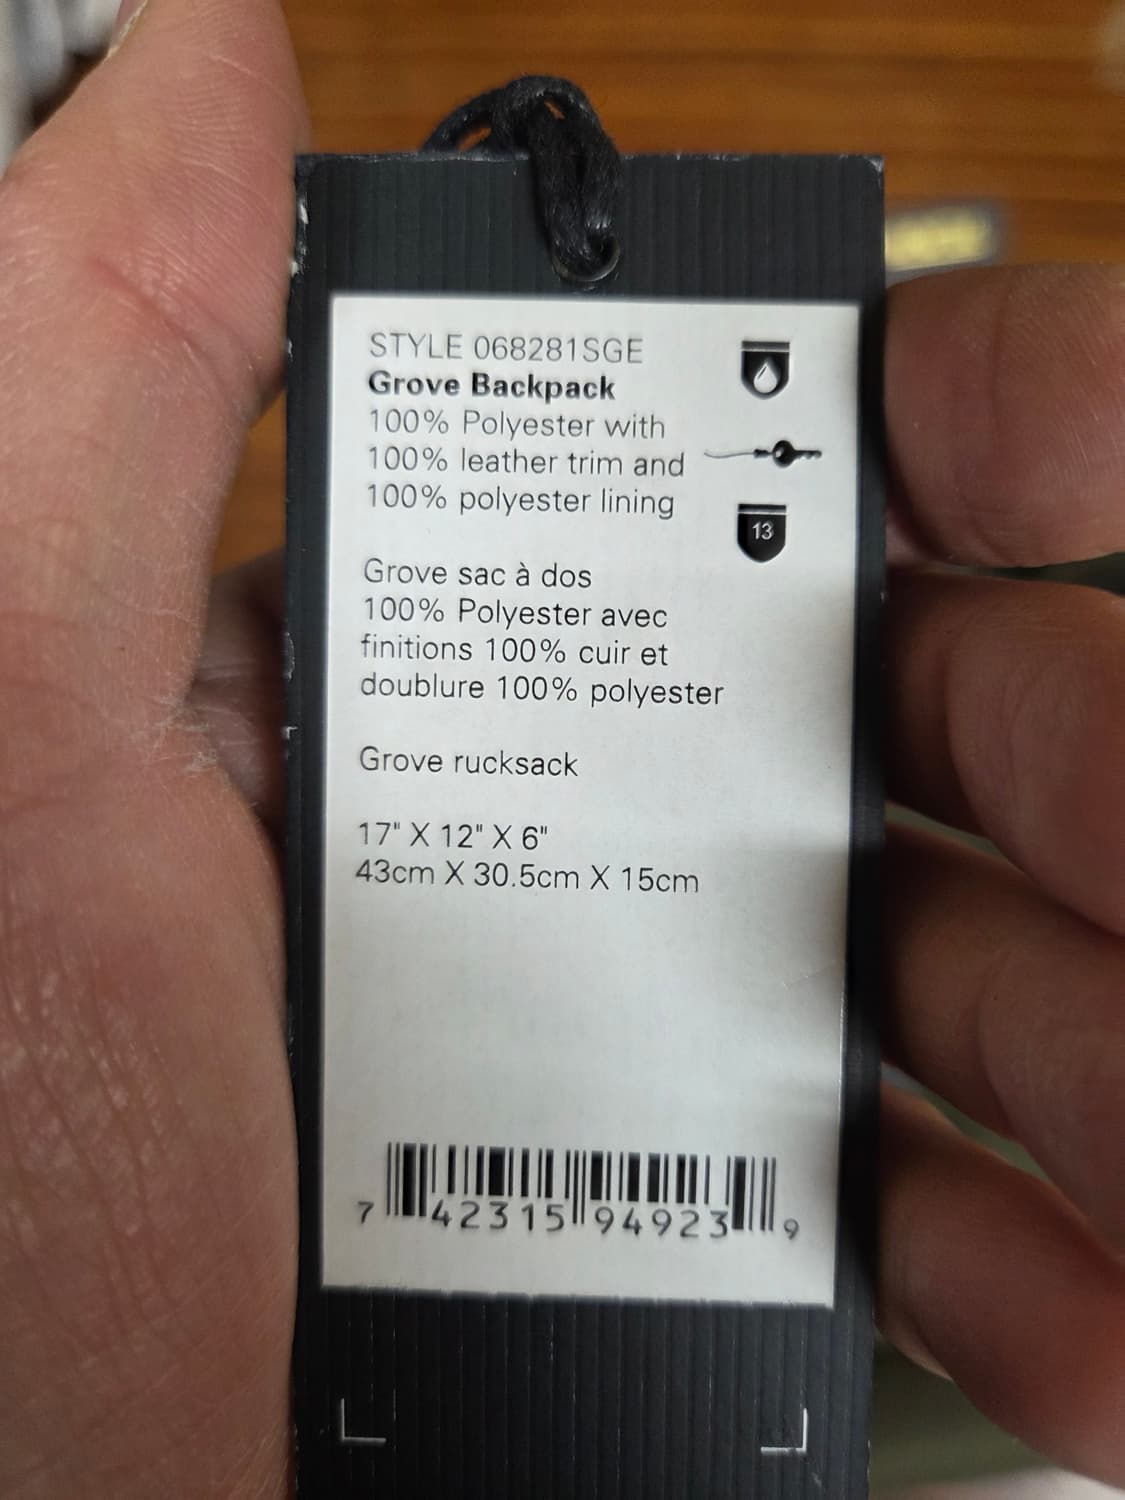 STYLE 068281SGE
Grove Backpack
100% Polyester with
100% leather trim and
100% polyester lining
13
Grove sac à dos
100% Polyester avec
finitions 100% cuir et
doublure 100% polyester
Grove rucksack
17" X 12" X 6"
43cm X 30.5cm X 15cm
7 42315 94923 9